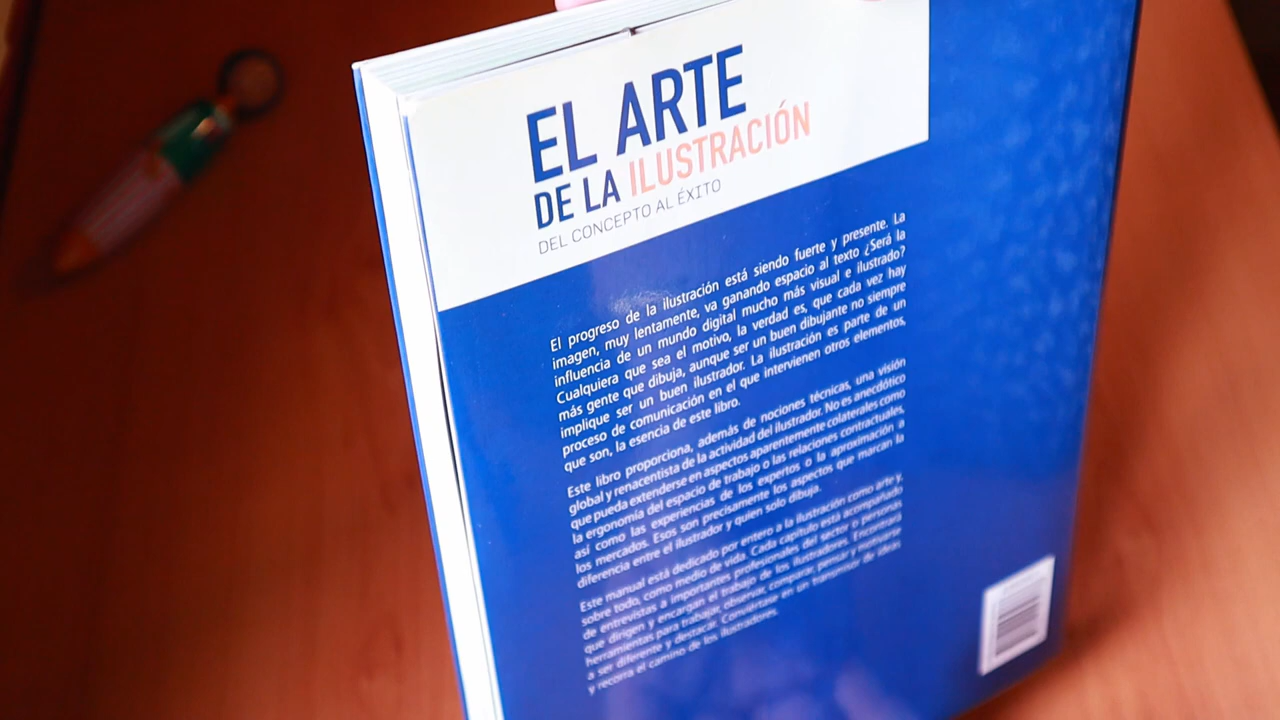 EL ARTE
DE LA ILUSTRACIÓN
DEL CONCEPTO AL ÉXITO
El progreso de la ilustración está siendo fuerte y presente. La
imagen, muy lentamente, va ganando espacio al texto ¿Será la
influencia de un mundo digital mucho más visual e ilustrado?
Cualquiera que sea el motivo, la verdad es, que cada vez hay
más gente que dibuja, aunque ser un buen dibujante no siempre
implique ser un buen ilustrador. La ilustración es parte de un
proceso de comunicación en el que intervienen otros elementos,
que son, la esencia de este libro.
Este libro proporciona, además de nociones técnicas, una visión
global y renacentista de la actividad del ilustrador. No es anecdótico
que pueda extenderse en aspectos aparentemente colaterales como
la ergonomía del espacio de trabajo o las relaciones contractuales,
así como las experiencias de los expertos o la aproximación a
los mercados. Esos son precisamente los aspectos que marcan la
diferencia entre el ilustrador y quien solo dibuja.
Este manual está dedicado por entero a la ilustración como arte y,
sobre todo, como medio de vida. Cada capítulo está acompañado
de entrevistas a importantes profesionales del sector o personas
que dirigen y encargan el trabajo de los ilustradores. Encontrará
herramientas para trabajar, observar, comparar, pensar y motivarse
a ser diferente y destacar. Conviértase en un transmisor de ideas
y recorra el camino de los ilustradores.